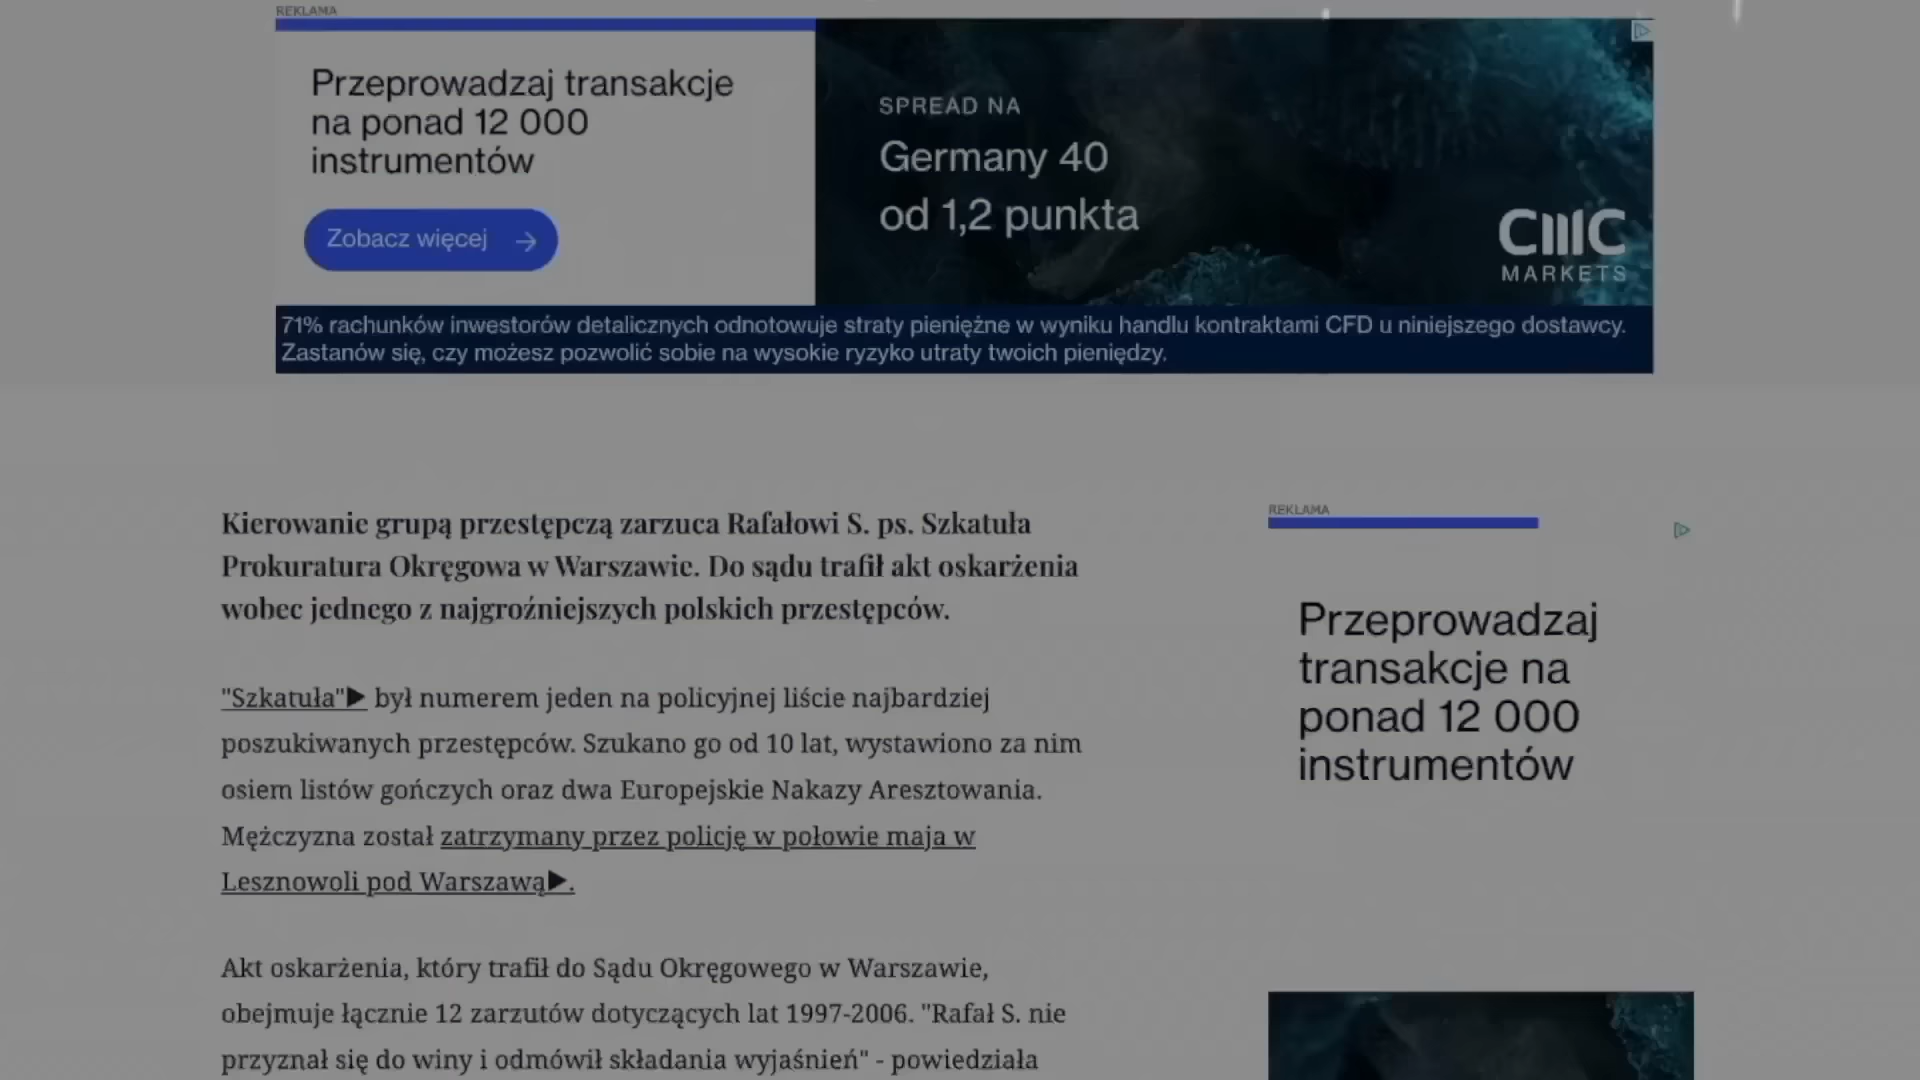 REKLAMA
Przeprowadzaj transakcje
na ponad 12 000
instrumentów
Zobacz więcej →
SPREAD NA
Germany 40
od 1,2 punkta
CMC
MARKETS
71% rachunków inwestorów detalicznych odnotowuje straty pieniężne w wyniku handlu kontraktami CFD u niniejszego dostawcy.
Zastanów się, czy możesz pozwolić sobie na wysokie ryzyko utraty twoich pieniędzy.
Kierowanie grupą przestępczą zarzuca Rafałowi S. ps. Szkatuła
Prokuratura Okręgowa w Warszawie. Do sądu trafił akt oskarżenia
wobec jednego z najgroźniejszych polskich przestępców.
"Szkatuła"▶ był numerem jeden na policyjnej liście najbardziej
poszukiwanych przestępców. Szukano go od 10 lat, wystawiono za nim
osiem listów gończych oraz dwa Europejskie Nakazy Aresztowania.
Mężczyzna został zatrzymany przez policję w połowie maja w
Lesznowoli pod Warszawą▶.
Akt oskarżenia, który trafił do Sądu Okręgowego w Warszawie,
obejmuje łącznie 12 zarzutów dotyczących lat 1997-2006. "Rafał S. nie
przyznał się do winy i odmówił składania wyjaśnień" - powiedziała
REKLAMA
Przeprowadzaj
transakcje na
ponad 12 000
instrumentów